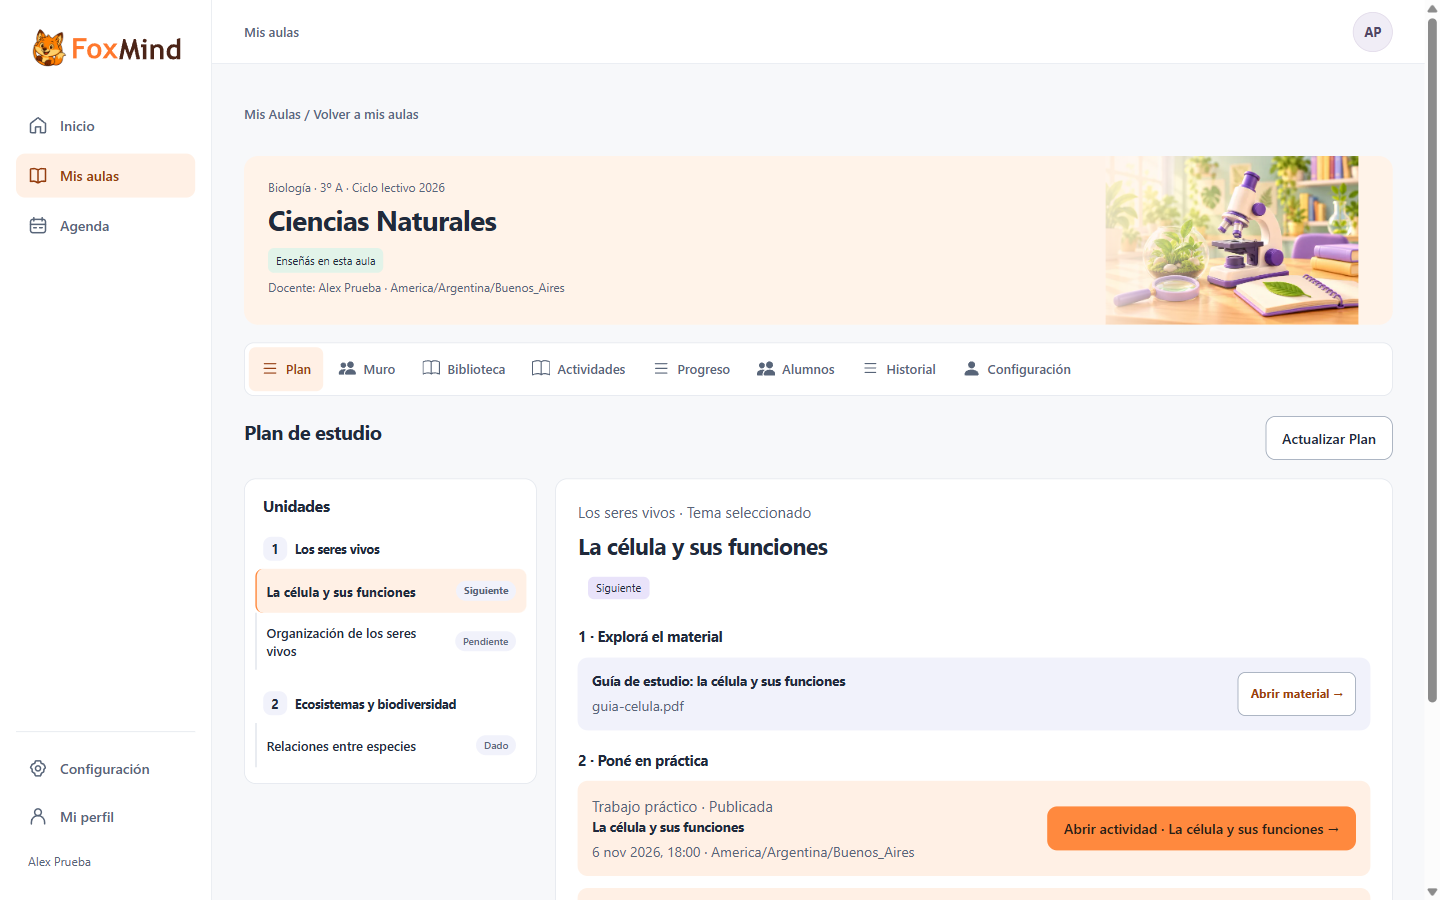 FoxMind
Inicio
Mis aulas
Agenda
Configuración
Mi perfil
Alex Prueba
Mis aulas
AP
Mis Aulas / Volver a mis aulas
Biología · 3º A · Ciclo lectivo 2026
Ciencias Naturales
Enseñás en esta aula
Docente: Alex Prueba · America/Argentina/Buenos_Aires
Plan
Muro
Biblioteca
Actividades
Progreso
Alumnos
Historial
Configuración
Plan de estudio
Actualizar Plan
Unidades
1 Los seres vivos
La célula y sus funciones Siguiente
Organización de los seres
vivos
Pendiente
2 Ecosistemas y biodiversidad
Relaciones entre especies Dado
Los seres vivos · Tema seleccionado
La célula y sus funciones
Siguiente
1 · Explorá el material
Guía de estudio: la célula y sus funciones
guia-celula.pdf
Abrir material →
2 · Poné en práctica
Trabajo práctico · Publicada
La célula y sus funciones
6 nov 2026, 18:00 · America/Argentina/Buenos_Aires
Abrir actividad · La célula y sus funciones →